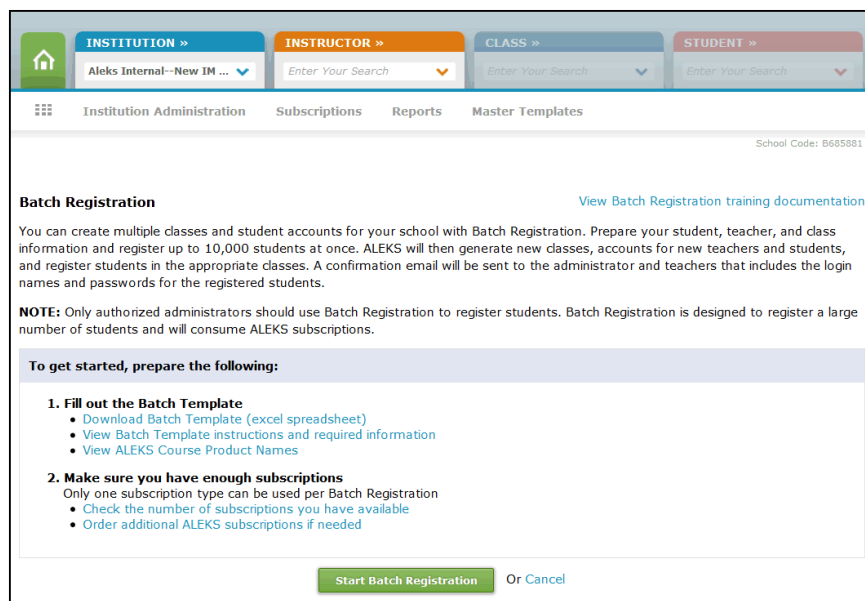 INSTITUTION »
INSTRUCTOR »
CLASS »
STUDENT »
Aleks Internal--New IM ...
Enter Your Search
Enter Your Search
Enter Your Search
Institution Administration
Subscriptions
Reports
Master Templates
School Code: B685881
Batch Registration
View Batch Registration training documentation
You can create multiple classes and student accounts for your school with Batch Registration. Prepare your student, teacher, and class
information and register up to 10,000 students at once. ALEKS will then generate new classes, accounts for new teachers and students,
and register students in the appropriate classes. A confirmation email will be sent to the administrator and teachers that includes the login
names and passwords for the registered students.
NOTE: Only authorized administrators should use Batch Registration to register students. Batch Registration is designed to register a large
number of students and will consume ALEKS subscriptions.
To get started, prepare the following:
1. Fill out the Batch Template
• Download Batch Template (excel spreadsheet)
• View Batch Template instructions and required information
• View ALEKS Course Product Names
2. Make sure you have enough subscriptions
Only one subscription type can be used per Batch Registration
• Check the number of subscriptions you have available
• Order additional ALEKS subscriptions if needed
Start Batch Registration
Or Cancel